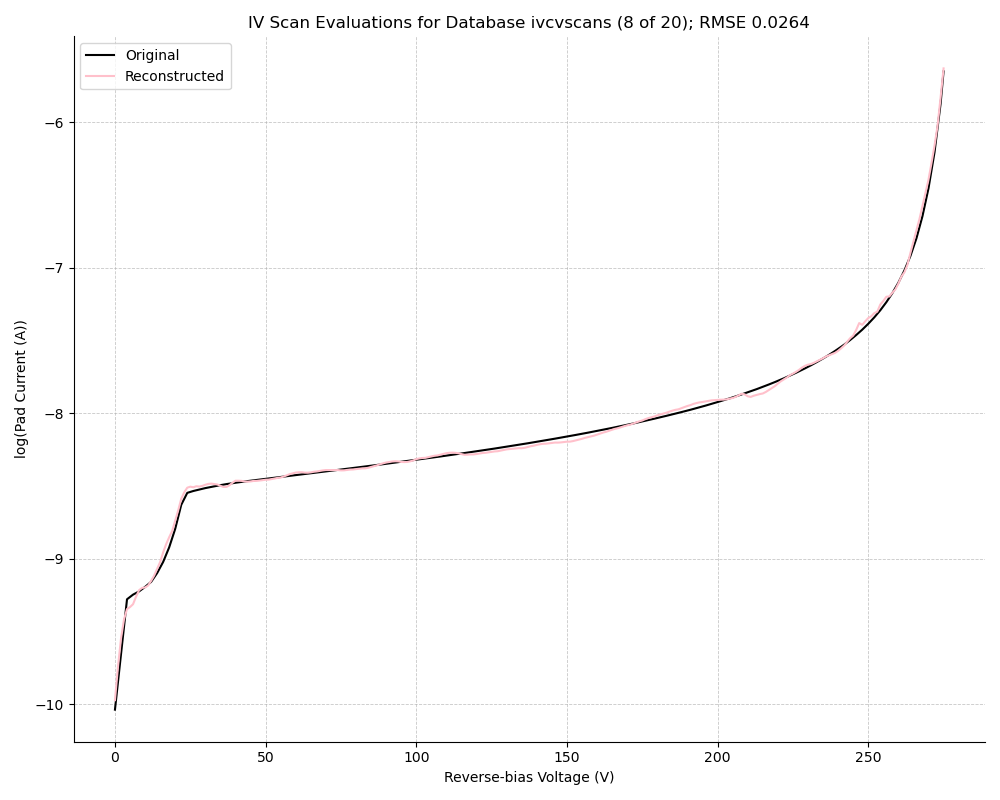 IV Scan Evaluations for Database ivcvscans (8 of 20); RMSE 0.0264
Original
Reconstructed
−6
−7
−8
−9
−10
log(Pad Current (A))
0 50 100 150 200 250
Reverse-bias Voltage (V)